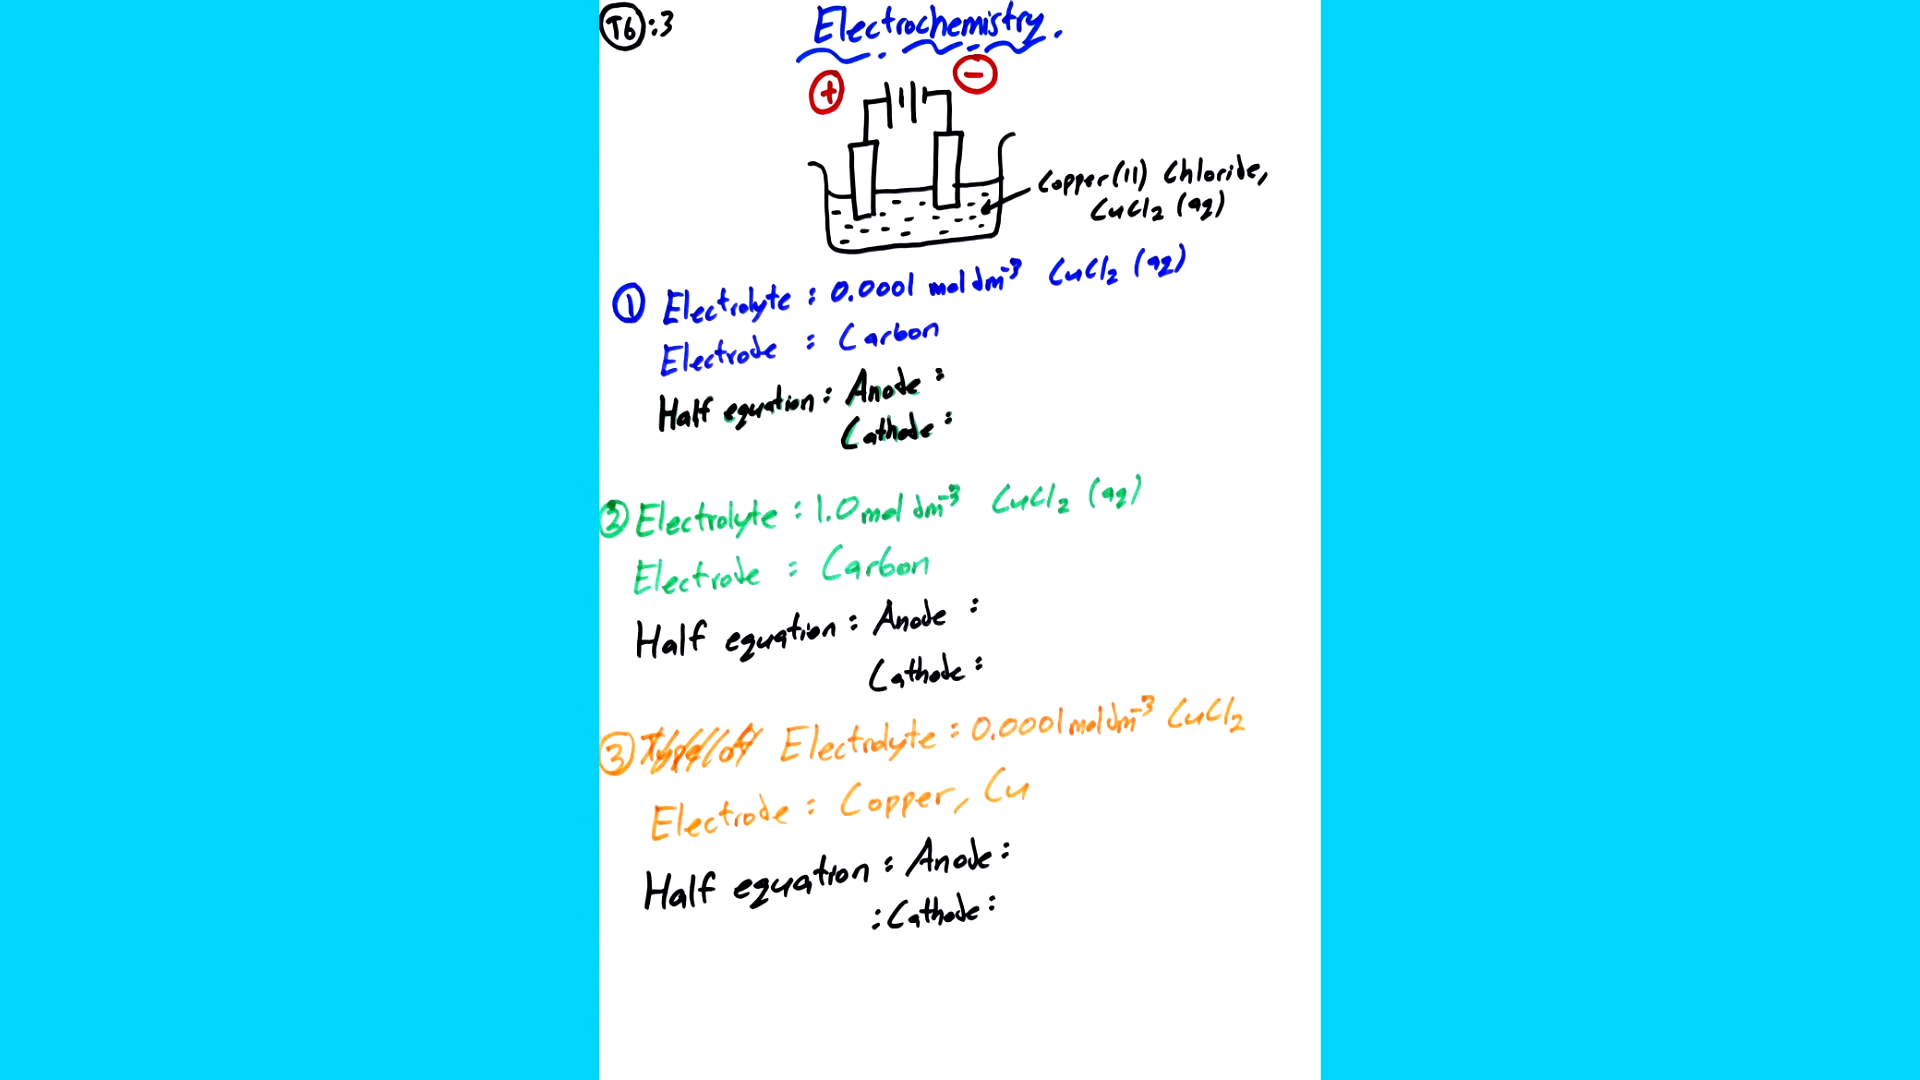 T6 :3
Electrochemistry.
+ −
Copper(II) Chloride,
CuCl₂ (aq)
① Electrolyte : 0.0001 mol dm⁻³ CuCl₂ (aq)
Electrode : Carbon
Half equation : Anode :
Cathode :
② Electrolyte : 1.0 mol dm⁻³ CuCl₂ (aq)
Electrode : Carbon
Half equation : Anode :
Cathode :
③ Electrolyte : 0.0001 mol dm⁻³ CuCl₂
Electrode : Copper, Cu
Half equation : Anode :
: Cathode :